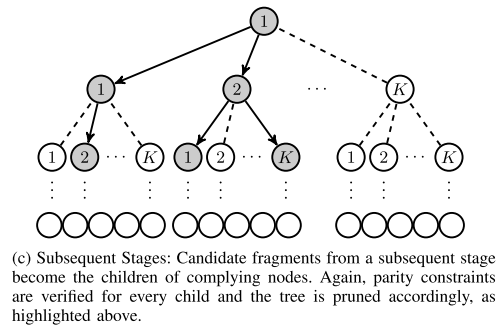 1
1 2 ··· K
1 2 ··· K 1 2 ··· K 1 2 ··· K
(c) Subsequent Stages: Candidate fragments from a subsequent stage
become the children of complying nodes. Again, parity constraints
are verified for every child and the tree is pruned accordingly, as
highlighted above.